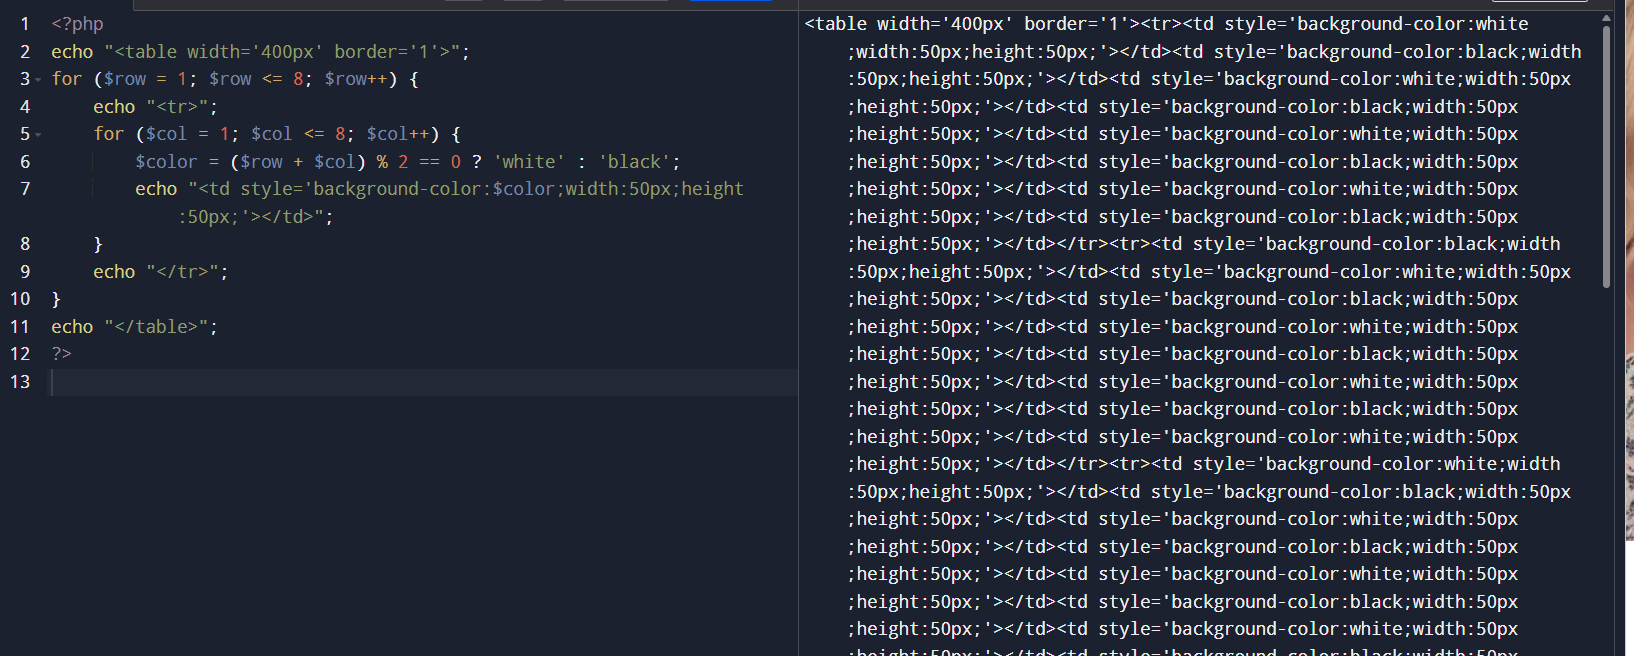 1 <?php
2 echo "<table width='400px' border='1'>";
3 for ($row = 1; $row <= 8; $row++) {
4 echo "<tr>";
5 for ($col = 1; $col <= 8; $col++) {
6 $color = ($row + $col) % 2 == 0 ? 'white' : 'black';
7 echo "<td style='background-color:$color;width:50px;height
:50px;'></td>";
8 }
9 echo "</tr>";
10 }
11 echo "</table>";
12 ?>
13
<table width='400px' border='1'><tr><td style='background-color:white
;width:50px;height:50px;'></td><td style='background-color:black;width
:50px;height:50px;'></td><td style='background-color:white;width:50px
;height:50px;'></td><td style='background-color:black;width:50px
;height:50px;'></td><td style='background-color:white;width:50px
;height:50px;'></td><td style='background-color:black;width:50px
;height:50px;'></td><td style='background-color:white;width:50px
;height:50px;'></td><td style='background-color:black;width:50px
;height:50px;'></td></tr><tr><td style='background-color:black;width
:50px;height:50px;'></td><td style='background-color:white;width:50px
;height:50px;'></td><td style='background-color:black;width:50px
;height:50px;'></td><td style='background-color:white;width:50px
;height:50px;'></td><td style='background-color:black;width:50px
;height:50px;'></td><td style='background-color:white;width:50px
;height:50px;'></td><td style='background-color:black;width:50px
;height:50px;'></td><td style='background-color:white;width:50px
;height:50px;'></td></tr><tr><td style='background-color:white;width
:50px;height:50px;'></td><td style='background-color:black;width:50px
;height:50px;'></td><td style='background-color:white;width:50px
;height:50px;'></td><td style='background-color:black;width:50px
;height:50px;'></td><td style='background-color:white;width:50px
;height:50px;'></td><td style='background-color:black;width:50px
;height:50px;'></td><td style='background-color:white;width:50px
;height:50px;'></td><td style='background-color:black;width:50px